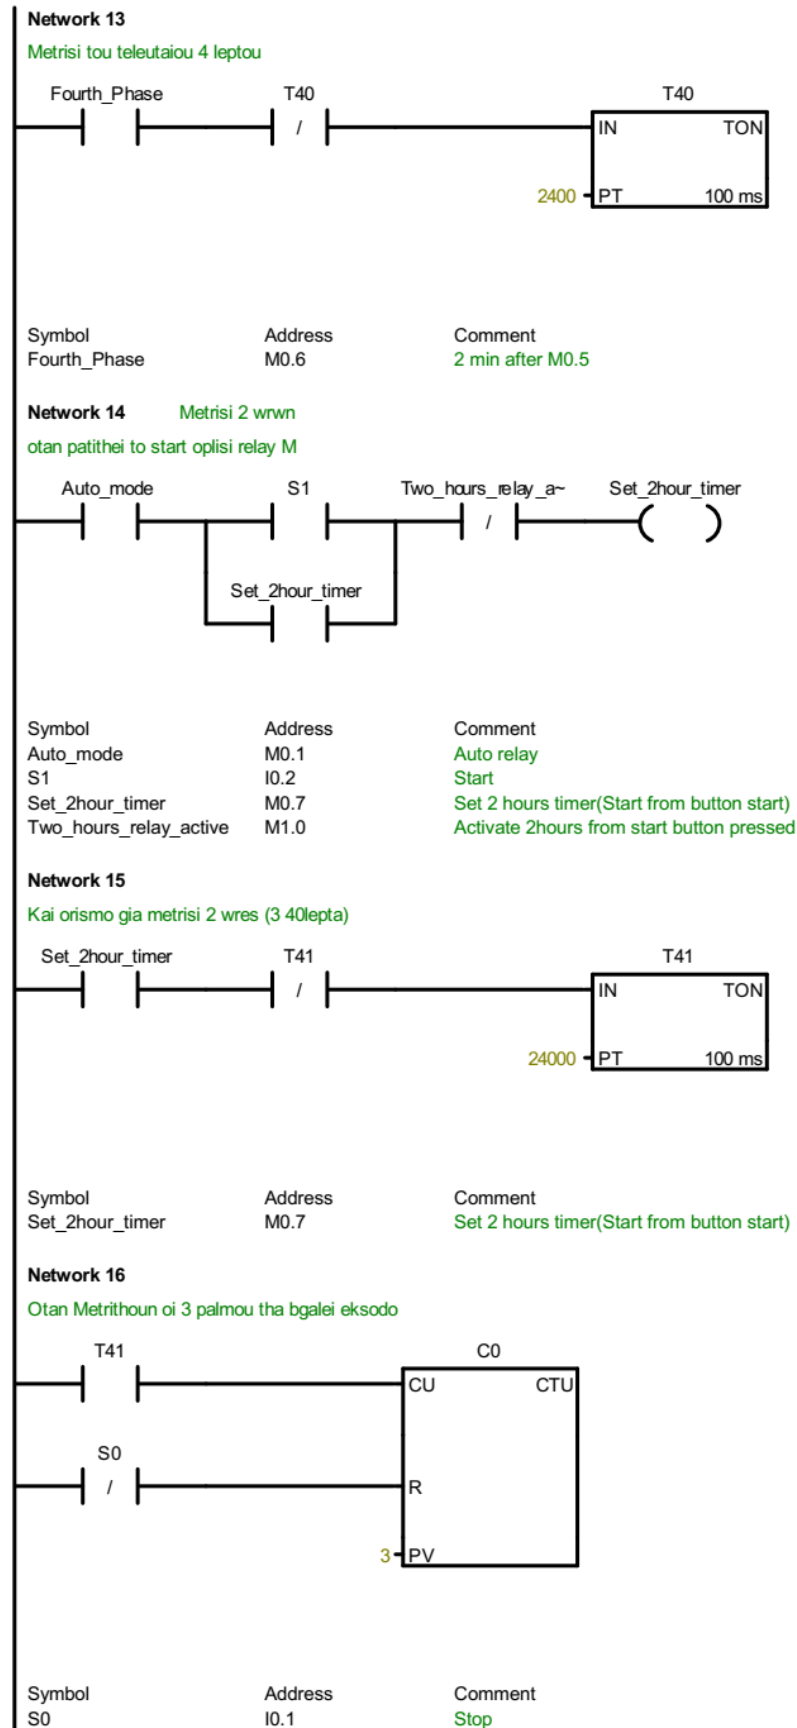 Network 13
Metrisi tou teleutaiou 4 leptou
Fourth_Phase T40 T40
/ IN TON
2400 PT 100 ms
Symbol Address Comment
Fourth_Phase M0.6 2 min after M0.5
Network 14 Metrisi 2 wrwn
otan patithei to start oplisi relay M
Auto_mode S1 Two_hours_relay_a~ Set_2hour_timer
/
Set_2hour_timer
Symbol Address Comment
Auto_mode M0.1 Auto relay
S1 I0.2 Start
Set_2hour_timer M0.7 Set 2 hours timer(Start from button start)
Two_hours_relay_active M1.0 Activate 2hours from start button pressed
Network 15
Kai orismo gia metrisi 2 wres (3 40lepta)
Set_2hour_timer T41 T41
/ IN TON
24000 PT 100 ms
Symbol Address Comment
Set_2hour_timer M0.7 Set 2 hours timer(Start from button start)
Network 16
Otan Metrithoun oi 3 palmou tha bgalei eksodo
T41 C0
CU CTU
S0
/ R
3 PV
Symbol Address Comment
S0 I0.1 Stop